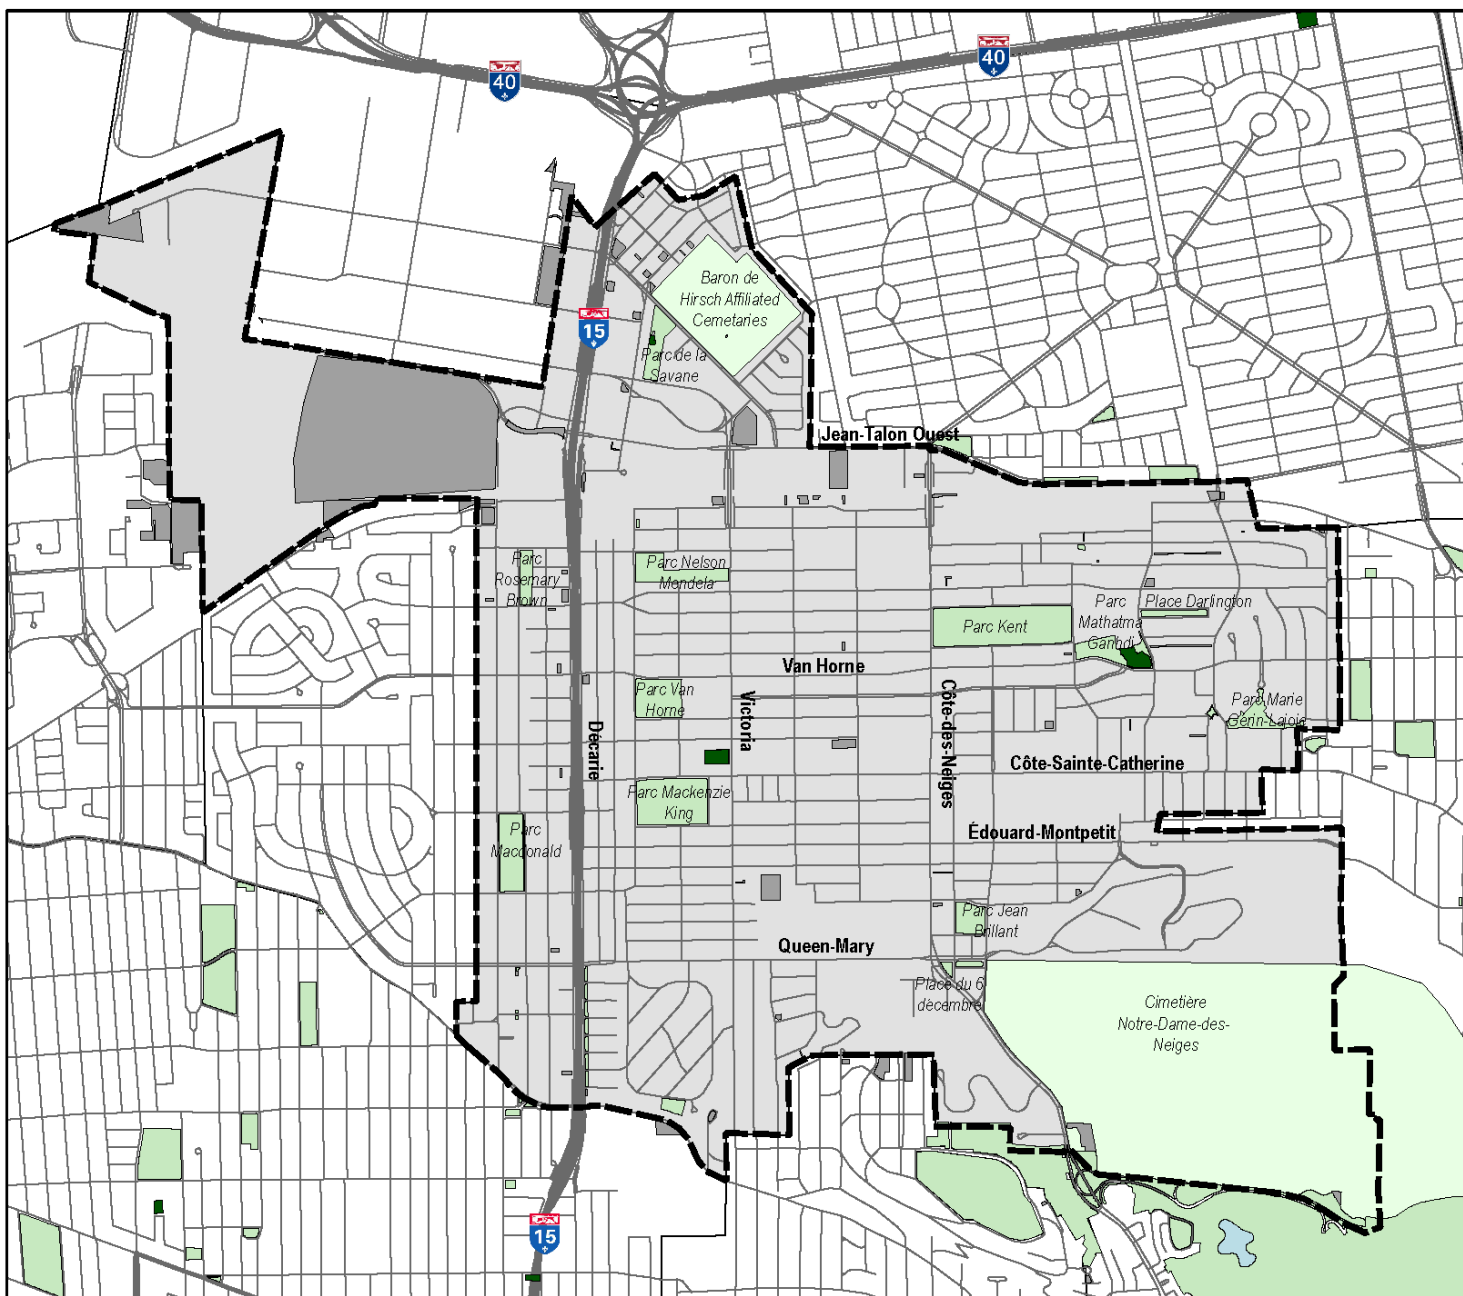 40
40
Baron de
Hirsch Affiliated
Cemetaries
15
Parc de la
Savane
Jean-Talon Ouest
Parc
Rosemary
Brown
Parc Nelson
Mendela
Parc Kent
Parc
Mathatma
Ganhdi
Place Darlington
Van Horne
Parc Van
Horne
Victoria
Côte-des-Neiges
Parc Marie
Gérin-Lajoie
Décarie
Côte-Sainte-Catherine
Parc Mackenzie
King
Parc
Macdonald
Édouard-Montpetit
Parc Jean
Brillant
Queen-Mary
Place du 6
décembre
Cimetière
Notre-Dame-des-
Neiges
15